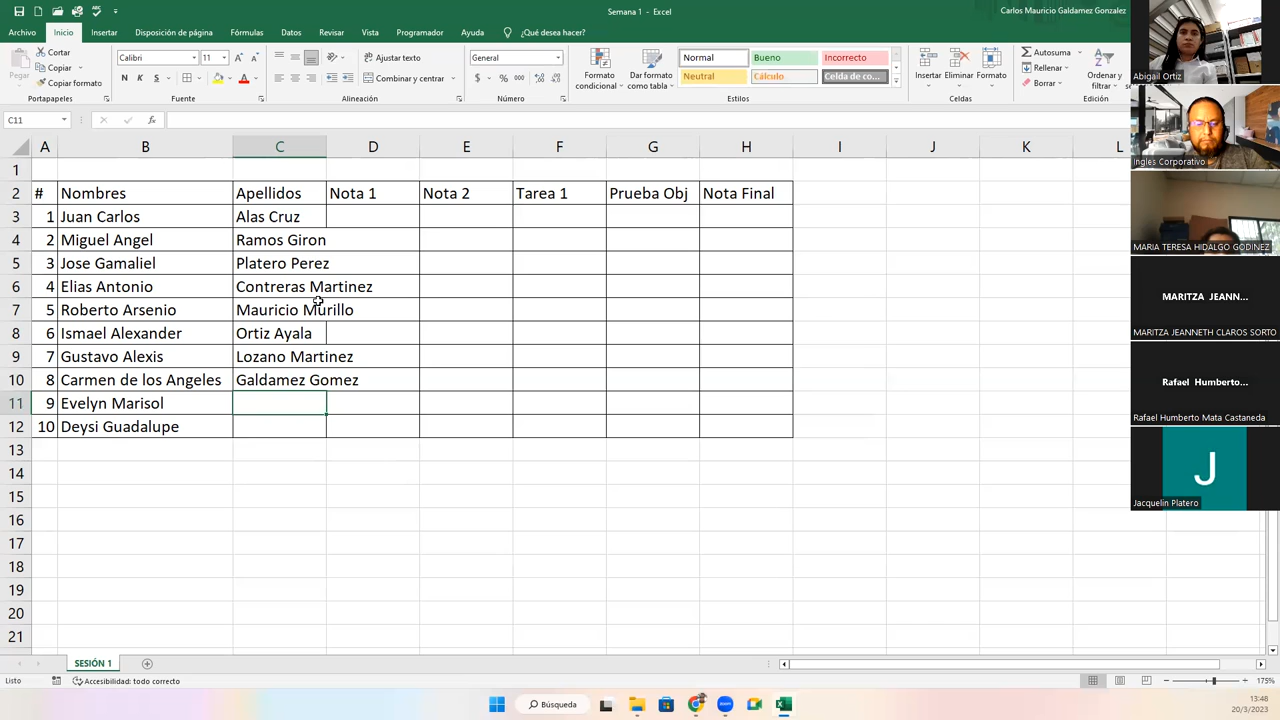 Semana 1 - Excel
Carlos Mauricio Galdamez Gonzalez
Archivo Inicio Insertar Disposición de página Fórmulas Datos Revisar Vista Programador Ayuda ¿Qué desea hacer?
Pegar
Cortar
Copiar
Portapapeles
Calibri 11
N K S
Fuente
Ajustar texto
Combinar y centrar
Alineación
General
$ % 000
Número
Formato condicional
Dar formato como tabla
Normal Bueno Incorrecto
Neutral Cálculo Celda de co...
Estilos
Insertar Eliminar Formato
Celdas
Autosuma
Rellenar
Borrar
Ordenar y filtrar
Edición
C11
fx
A B C D E F G H I J K L
1
2 # Nombres Apellidos Nota 1 Nota 2 Tarea 1 Prueba Obj Nota Final
3 1 Juan Carlos Alas Cruz
4 2 Miguel Angel Ramos Giron
5 3 Jose Gamaliel Platero Perez
6 4 Elias Antonio Contreras Martinez
7 5 Roberto Arsenio Mauricio Murillo
8 6 Ismael Alexander Ortiz Ayala
9 7 Gustavo Alexis Lozano Martinez
10 8 Carmen de los Angeles Galdamez Gomez
11 9 Evelyn Marisol
12 10 Deysi Guadalupe
13
14
15
16
17
18
19
20
21
SESIÓN 1
Listo
Accesibilidad: todo correcto
175%
Búsqueda
zoom
13:48
20/3/2023
Abigail Ortiz
Ingles Corporativo
MARIA TERESA HIDALGO GODINEZ
MARITZA JEANN...
MARITZA JEANNETH CLAROS SORTO
Rafael Humberto...
Rafael Humberto Mata Castaneda
J
Jacquelin Platero